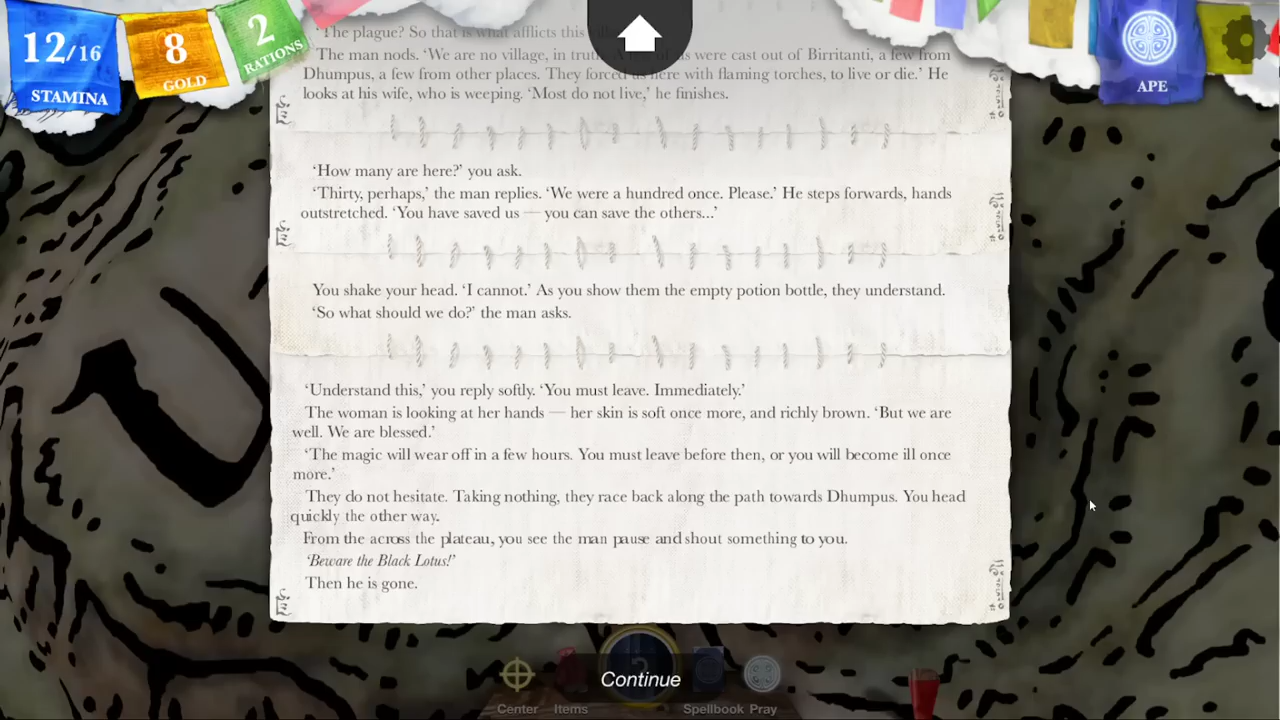 12/16
STAMINA
8
GOLD
2
RATIONS
APE
'The plague? So that is what afflicts this
The man nods. 'We are no village, in truth. A few of us were cast out of Birritanti, a few from
Dhumpus, a few from other places. They forced us here with flaming torches, to live or die.' He
looks at his wife, who is weeping. 'Most do not live,' he finishes.
'How many are here?' you ask.
'Thirty, perhaps,' the man replies. 'We were a hundred once. Please.' He steps forwards, hands
outstretched. 'You have saved us — you can save the others...'
You shake your head. 'I cannot.' As you show them the empty potion bottle, they understand.
'So what should we do?' the man asks.
'Understand this,' you reply softly. 'You must leave. Immediately.'
The woman is looking at her hands — her skin is soft once more, and richly brown. 'But we are
well. We are blessed.'
'The magic will wear off in a few hours. You must leave before then, or you will become ill once
more.'
They do not hesitate. Taking nothing, they race back along the path towards Dhumpus. You head
quickly the other way.
From the across the plateau, you see the man pause and shout something to you.
'Beware the Black Lotus!'
Then he is gone.
Continue
Center
Items
Spellbook
Pray